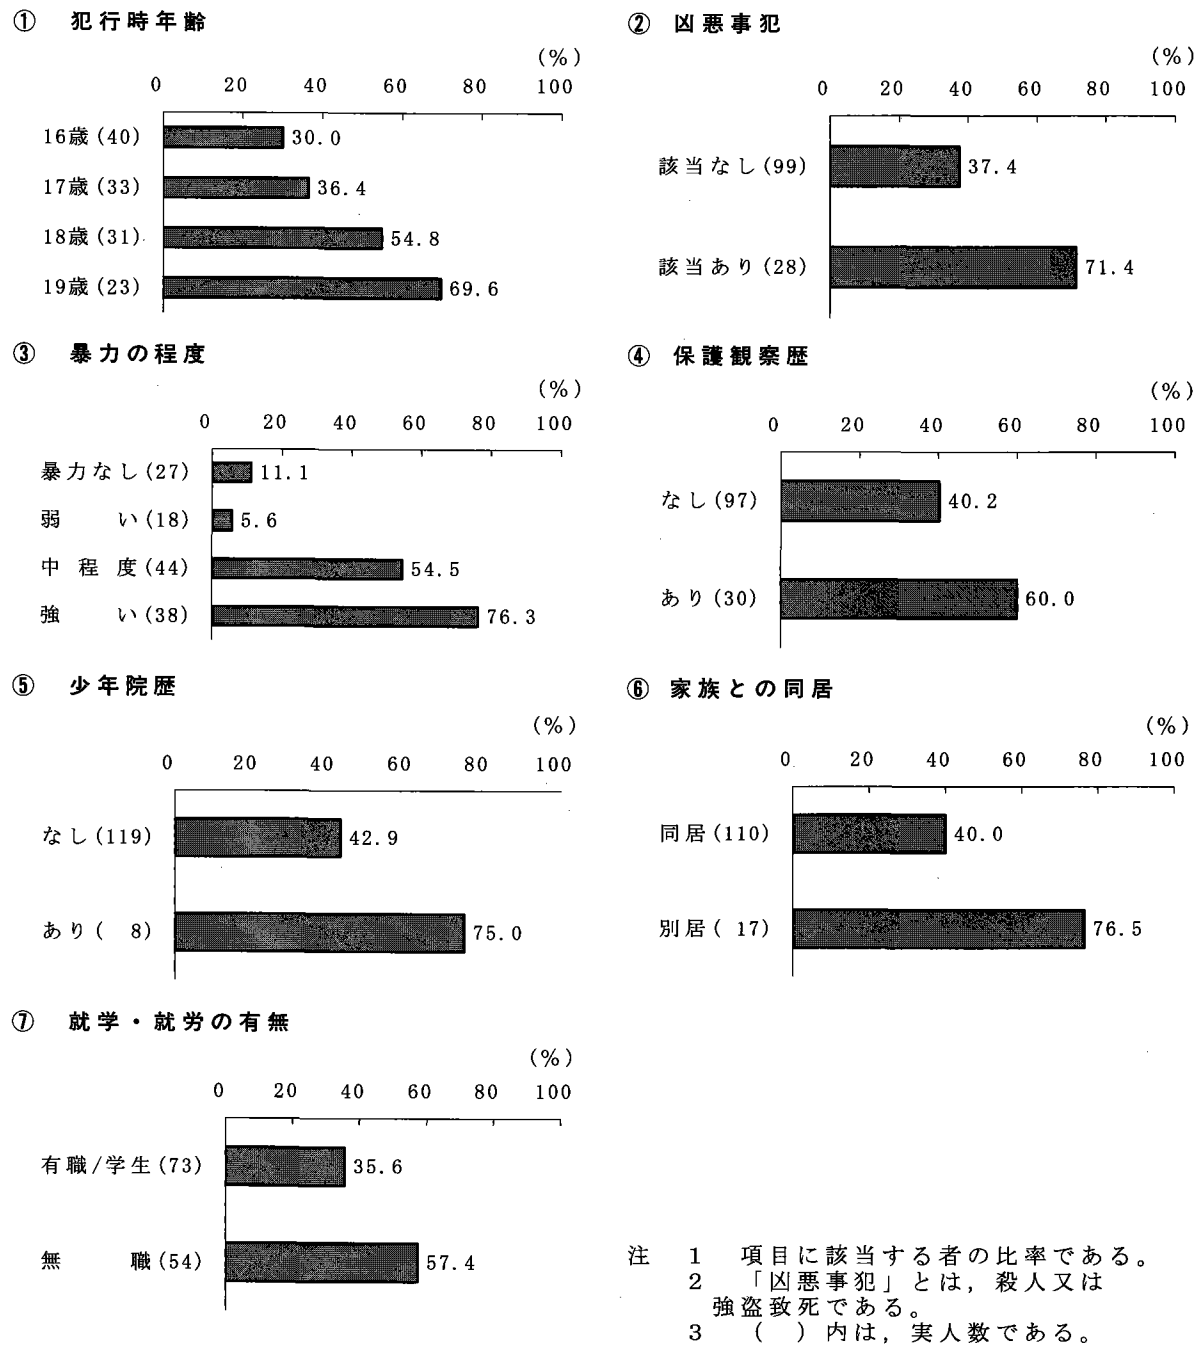 ① 犯行時年齢
(%)
0 20 40 60 80 100
16歳(40) 30.0
17歳(33) 36.4
18歳(31) 54.8
19歳(23) 69.6
② 凶悪事犯
(%)
0 20 40 60 80 100
該当なし(99) 37.4
該当あり(28) 71.4
③ 暴力の程度
(%)
0 20 40 60 80 100
暴力なし(27) 11.1
弱い(18) 5.6
中程度(44) 54.5
強い(38) 76.3
④ 保護観察歴
(%)
0 20 40 60 80 100
なし(97) 40.2
あり(30) 60.0
⑤ 少年院歴
(%)
0 20 40 60 80 100
なし(119) 42.9
あり( 8) 75.0
⑥ 家族との同居
(%)
0 20 40 60 80 100
同居(110) 40.0
別居( 17) 76.5
⑦ 就学・就労の有無
(%)
0 20 40 60 80 100
有職/学生(73) 35.6
無職(54) 57.4
注 1 項目に該当する者の比率である。
2 「凶悪事犯」とは,殺人又は
強盗致死である。
3 ( )内は,実人数である。